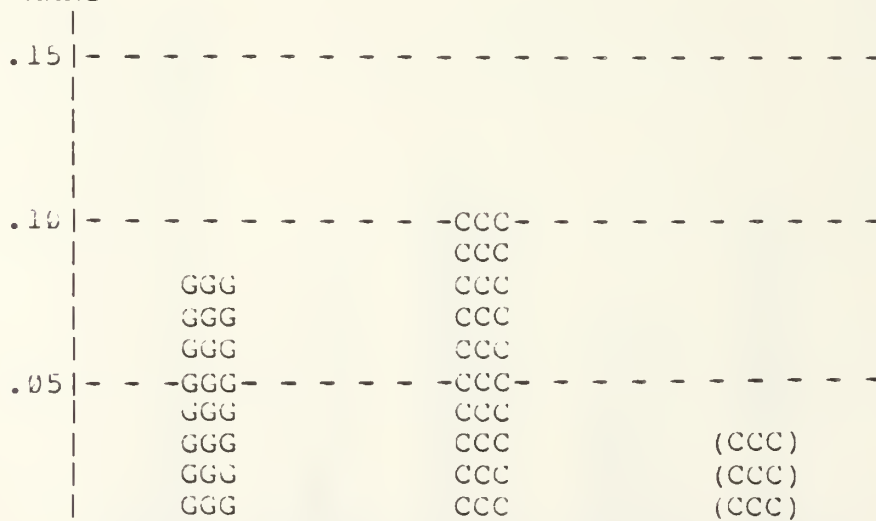 .15|- - - - - - - - - - - - - - - - - -
|
|
|
|
.10|- - - - - - - -CCC- - - - - - - -
| CCC
| GGG CCC
| GGG CCC
| GGG CCC
.05|- - -GGG- - - - -CCC- - - - - - - -
| GGG CCC
| GGG CCC (CCC)
| GGG CCC (CCC)
| GGG CCC (CCC)